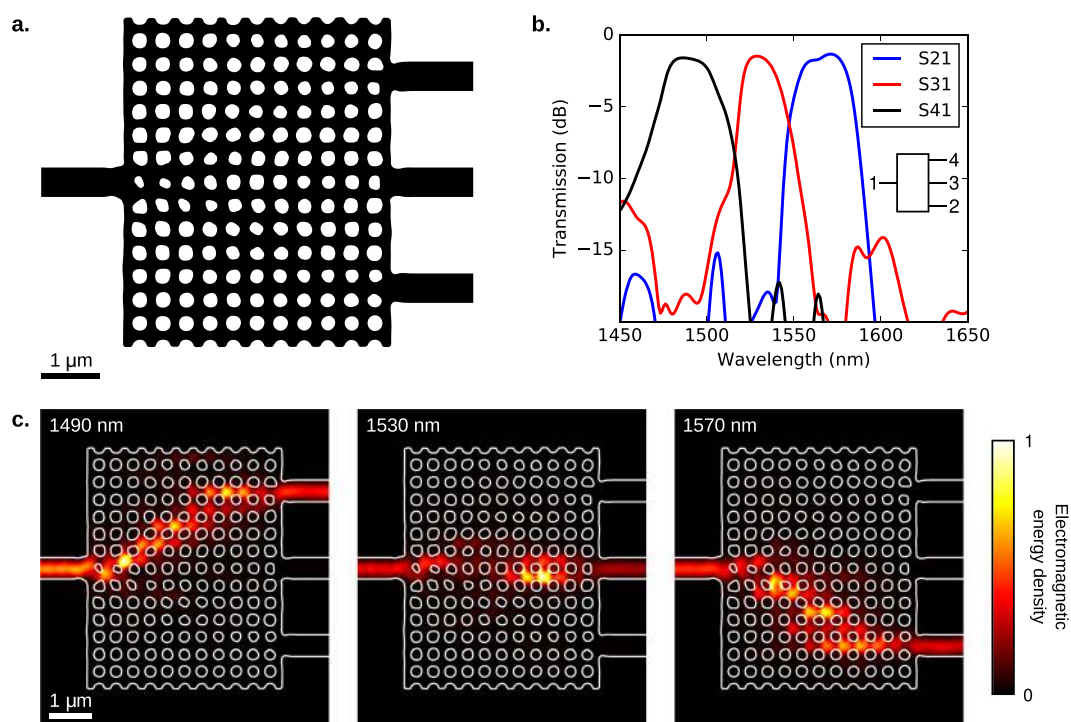 a.
1 µm
b.
0
−5
−10
−15
Transmission (dB)
1450 1500 1550 1600 1650
Wavelength (nm)
S21
S31
S41
1
4
3
2
c.
1490 nm
1 µm
1530 nm
1570 nm
1
0
Electromagnetic
energy density